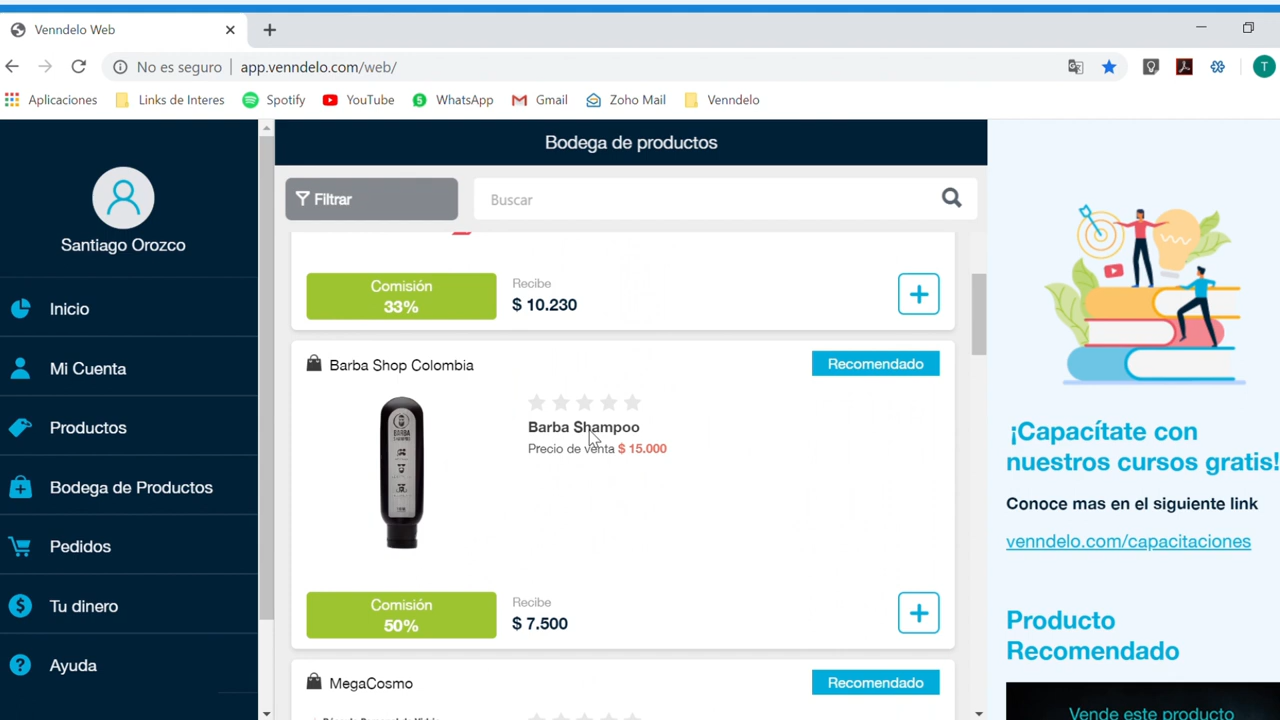 Venndelo Web
No es seguro
app.venndelo.com/web/
T
Aplicaciones
Links de Interes
Spotify
YouTube
WhatsApp
Gmail
Zoho Mail
Venndelo
Santiago Orozco
Inicio
Mi Cuenta
Productos
Bodega de Productos
Pedidos
Tu dinero
Ayuda
Bodega de productos
Filtrar
Buscar
Comisión
33%
Recibe
$ 10.230
Barba Shop Colombia
Recomendado
BARBA
Barba Shampoo
Precio de venta $ 15.000
Comisión
50%
Recibe
$ 7.500
MegaCosmo
Recomendado
¡Capacítate con
nuestros cursos gratis!
Conoce mas en el siguiente link
venndelo.com/capacitaciones
Producto
Recomendado
Vende este producto